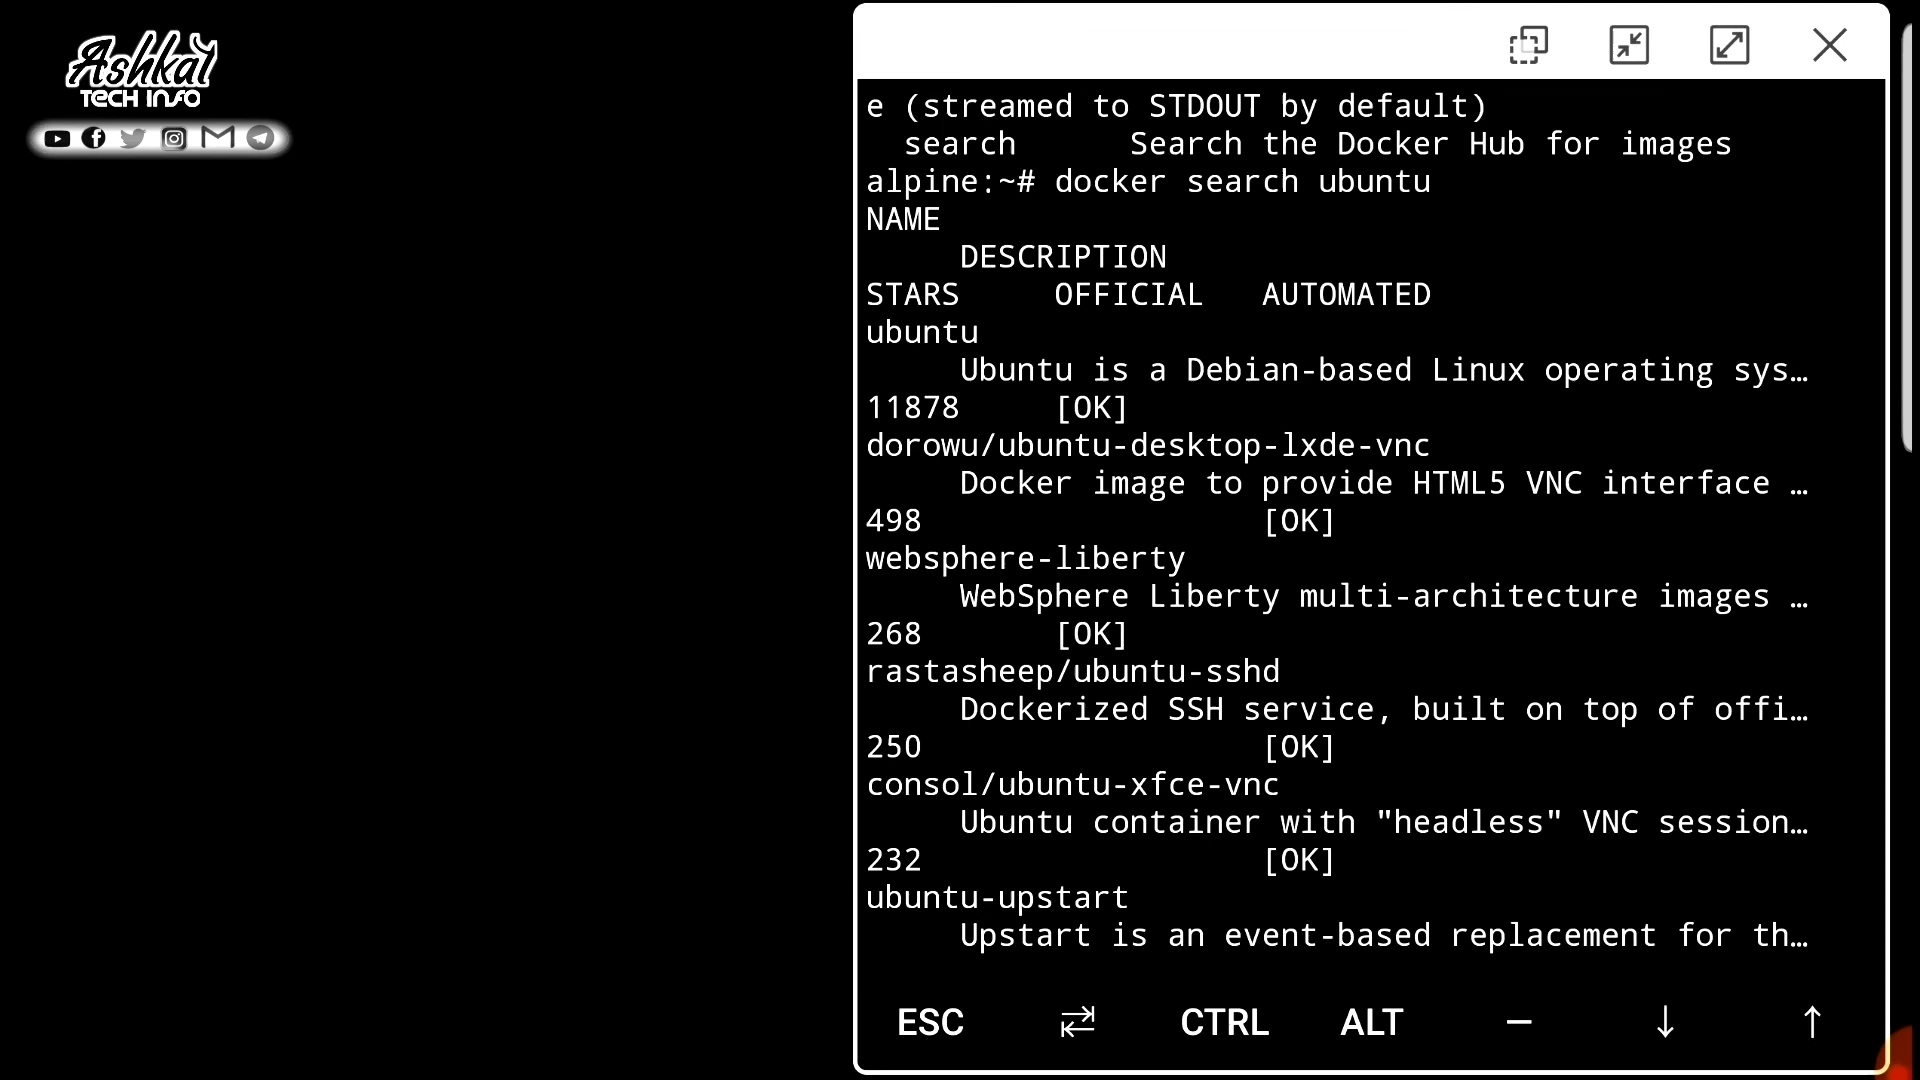 Ashkal
TECH INFO
e (streamed to STDOUT by default)
  search      Search the Docker Hub for images
alpine:~# docker search ubuntu
NAME
     DESCRIPTION
STARS     OFFICIAL   AUTOMATED
ubuntu
     Ubuntu is a Debian-based Linux operating sys…
11878     [OK]
dorowu/ubuntu-desktop-lxde-vnc
     Docker image to provide HTML5 VNC interface …
498                  [OK]
websphere-liberty
     WebSphere Liberty multi-architecture images …
268       [OK]
rastasheep/ubuntu-sshd
     Dockerized SSH service, built on top of offi…
250                  [OK]
consol/ubuntu-xfce-vnc
     Ubuntu container with "headless" VNC session…
232                  [OK]
ubuntu-upstart
     Upstart is an event-based replacement for th…
ESC ⇄ CTRL ALT – ↓ ↑